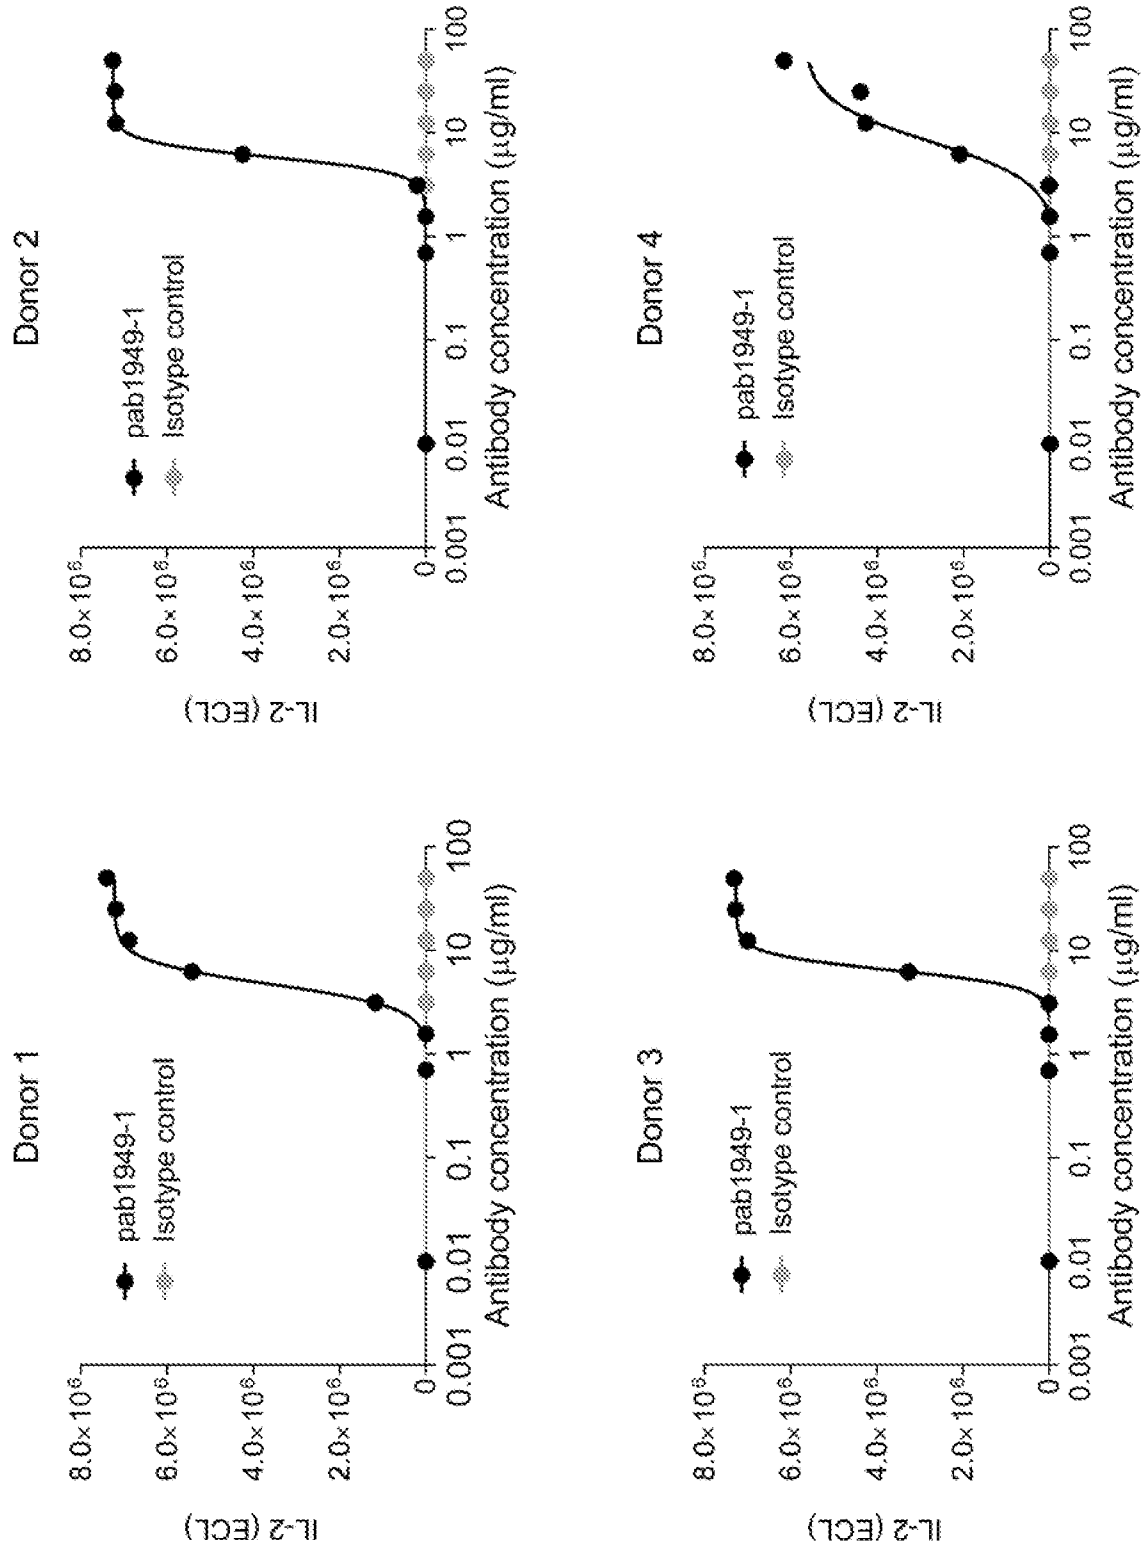 Donor 1
8.0×10⁶
6.0×10⁶
4.0×10⁶
2.0×10⁶
0
IL-2 (ECL)
pab1949-1
Isotype control
0.001
0.01
0.1
1
10
100
Antibody concentration (µg/ml)
Donor 2
8.0×10⁶
6.0×10⁶
4.0×10⁶
2.0×10⁶
0
IL-2 (ECL)
pab1949-1
Isotype control
0.001
0.01
0.1
1
10
100
Antibody concentration (µg/ml)
Donor 3
8.0×10⁶
6.0×10⁶
4.0×10⁶
2.0×10⁶
0
IL-2 (ECL)
pab1949-1
Isotype control
0.001
0.01
0.1
1
10
100
Antibody concentration (µg/ml)
Donor 4
8.0×10⁶
6.0×10⁶
4.0×10⁶
2.0×10⁶
0
IL-2 (ECL)
pab1949-1
Isotype control
0.001
0.01
0.1
1
10
100
Antibody concentration (µg/ml)